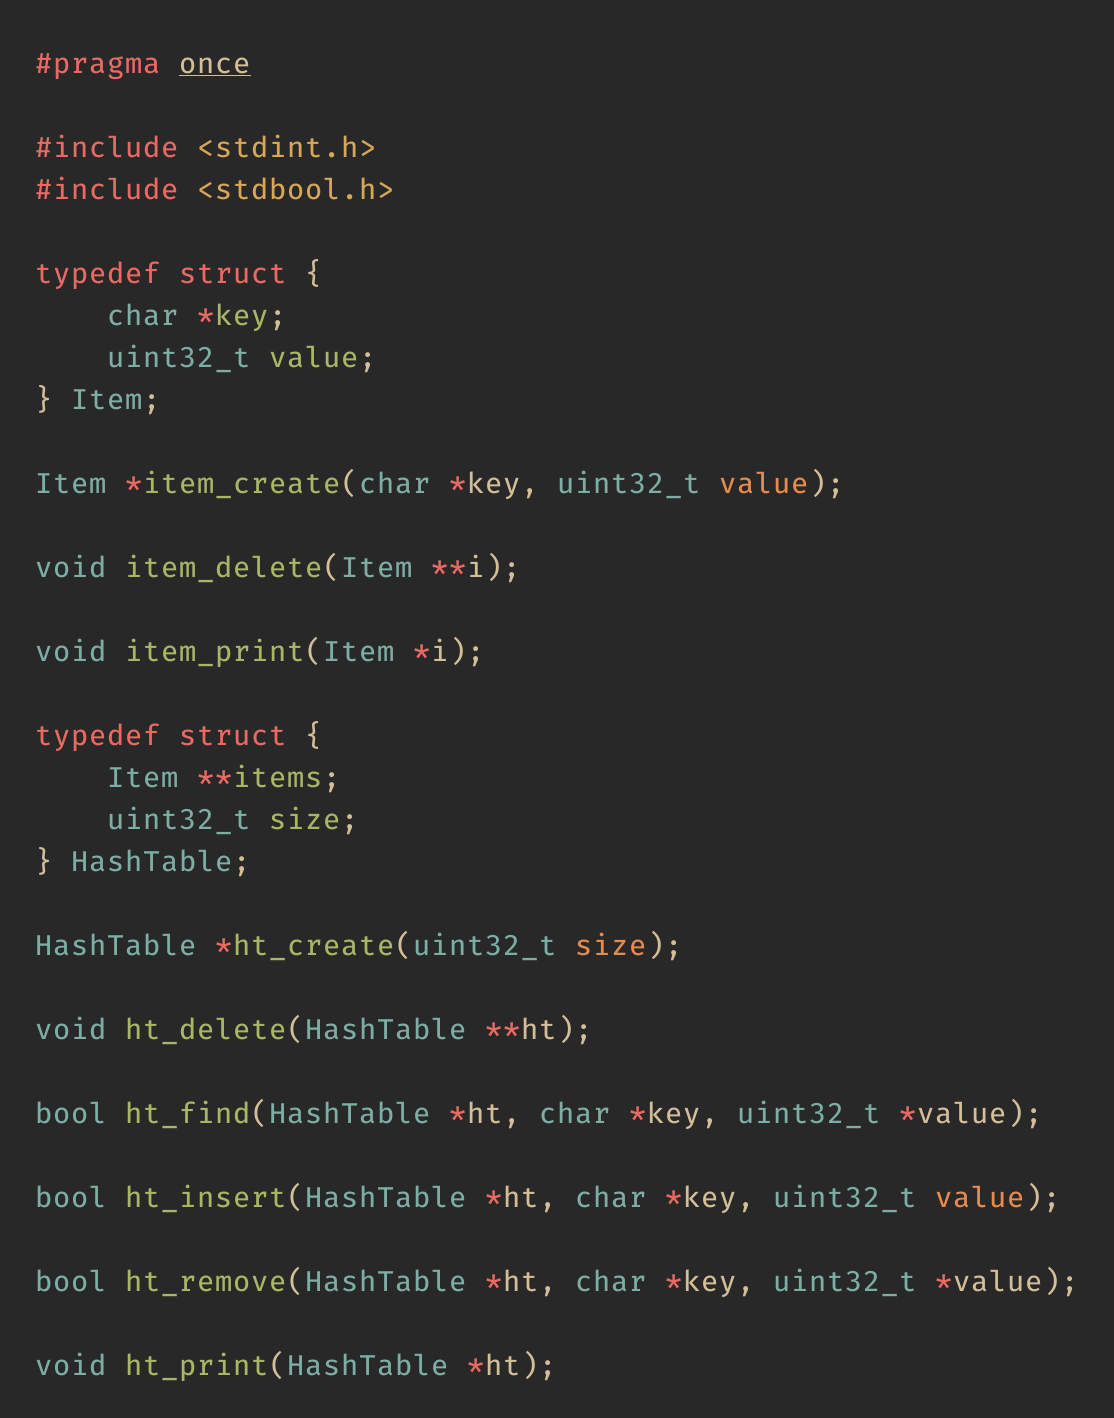 #pragma once
#include <stdint.h>
#include <stdbool.h>
typedef struct {
    char *key;
    uint32_t value;
} Item;
Item *item_create(char *key, uint32_t value);
void item_delete(Item **i);
void item_print(Item *i);
typedef struct {
    Item **items;
    uint32_t size;
} HashTable;
HashTable *ht_create(uint32_t size);
void ht_delete(HashTable **ht);
bool ht_find(HashTable *ht, char *key, uint32_t *value);
bool ht_insert(HashTable *ht, char *key, uint32_t value);
bool ht_remove(HashTable *ht, char *key, uint32_t *value);
void ht_print(HashTable *ht);